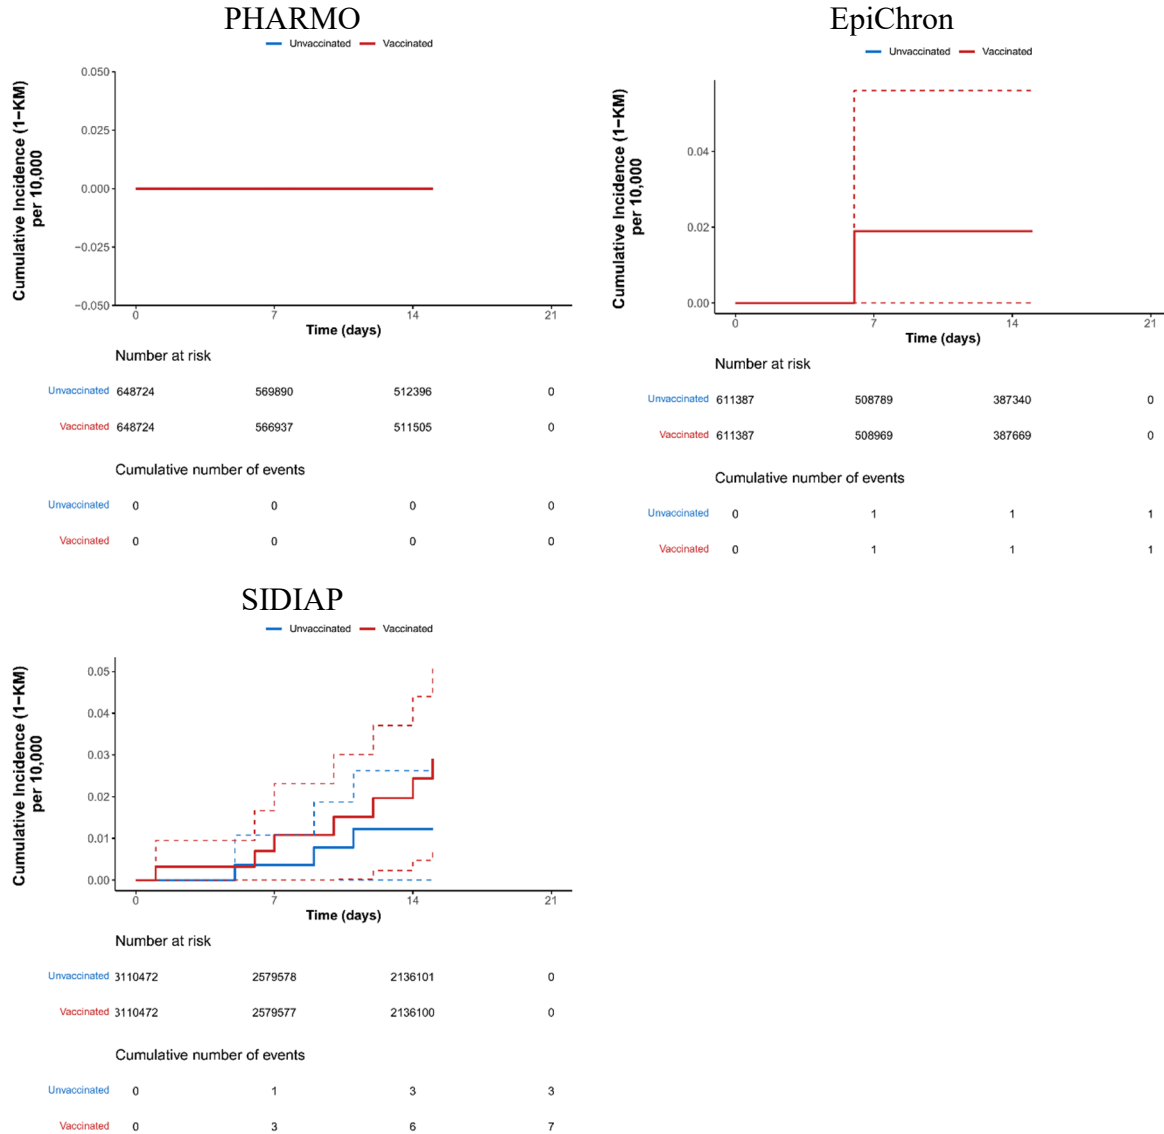 PHARMO
Unvaccinated Vaccinated
Cumulative Incidence (1−KM)
per 10,000
0.050
0.025
0.000
−0.025
−0.050
0 7 14 21
Time (days)
Number at risk
Unvaccinated 648724 569890 512396 0
Vaccinated 648724 566937 511505 0
Cumulative number of events
Unvaccinated 0 0 0 0
Vaccinated 0 0 0 0
EpiChron
Unvaccinated Vaccinated
Cumulative Incidence (1−KM)
per 10,000
0.04
0.02
0.00
0 7 14 21
Time (days)
Number at risk
Unvaccinated 611387 508789 387340 0
Vaccinated 611387 508969 387669 0
Cumulative number of events
Unvaccinated 0 1 1 1
Vaccinated 0 1 1 1
SIDIAP
Unvaccinated Vaccinated
Cumulative Incidence (1−KM)
per 10,000
0.05
0.04
0.03
0.02
0.01
0.00
0 7 14 21
Time (days)
Number at risk
Unvaccinated 3110472 2579578 2136101 0
Vaccinated 3110472 2579577 2136100 0
Cumulative number of events
Unvaccinated 0 1 3 3
Vaccinated 0 3 6 7